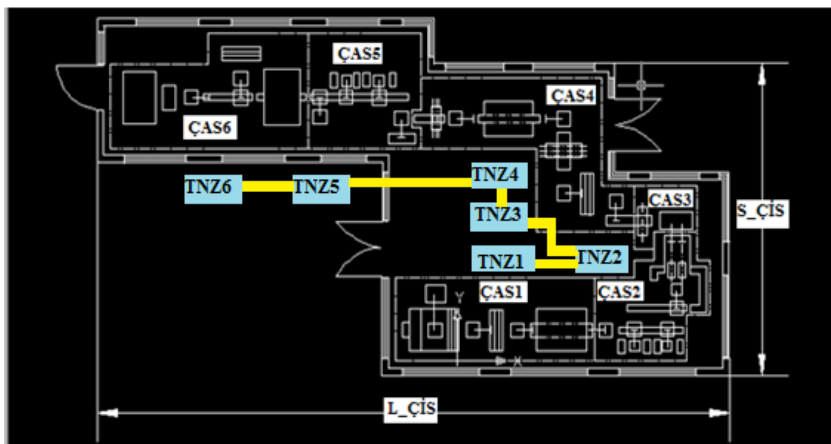 ÇAS5
ÇAS4
ÇAS6
TNZ6
TNZ5
TNZ4
TNZ3
ÇAS3
S_ÇİS
TNZ1
TNZ2
ÇAS1
ÇAS2
Y
X
L_ÇİS